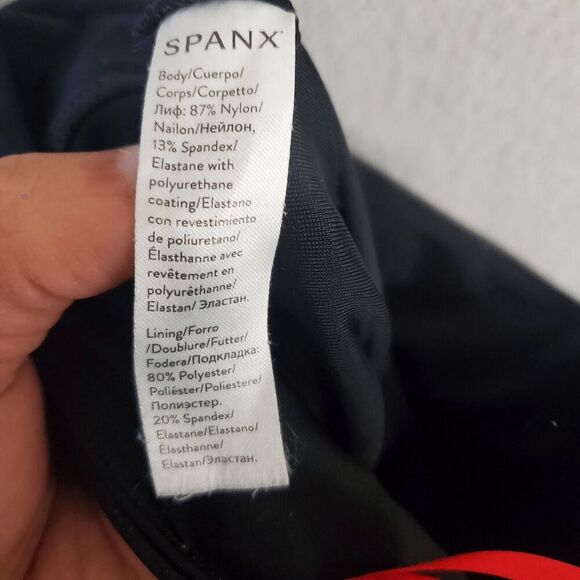 SPANX
Body/Cuerpo/
Corps/Corpetto/
Лиф: 87% Nylon/
Nailon/Нейлон,
13% Spandex/
Elastane with
polyurethane
coating/Elastano
con revestimiento
de poliuretano/
Élasthanne avec
revêtement en
polyuréthanne/
Elastan/ Эластан.
Lining/Forro
/Doublure/Futter/
Fodera/Подкладка:
80% Polyester/
Poliéster/Poliestere/
Полиэстер.
20% Spandex/
Elastane/Elastano/
Élasthanne/
Elastan/Эластан.